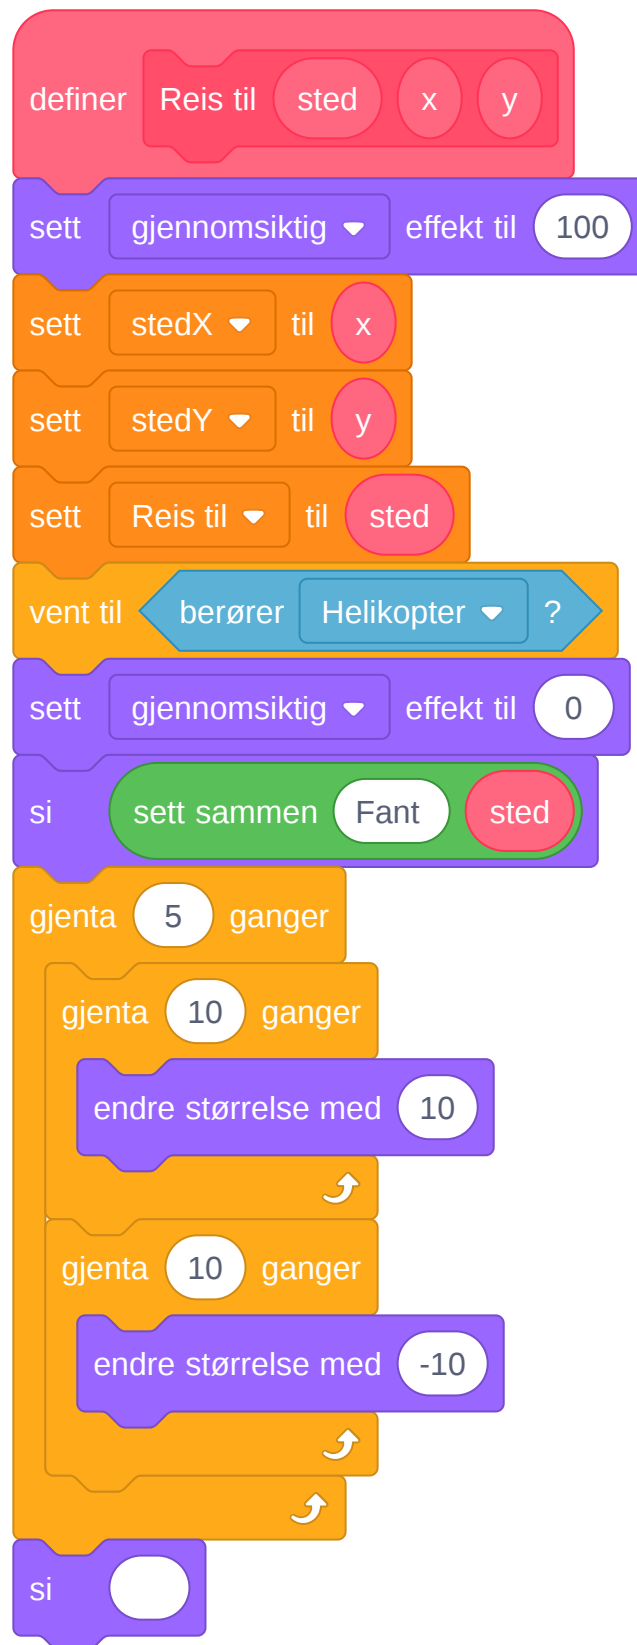 definer Reis til sted x y
sett gjennomsiktig effekt til 100
sett stedX til x
sett stedY til y
sett Reis til til sted
vent til berører Helikopter ?
sett gjennomsiktig effekt til 0
si sett sammen Fant sted
gjenta 5 ganger
gjenta 10 ganger
endre størrelse med 10
gjenta 10 ganger
endre størrelse med -10
si